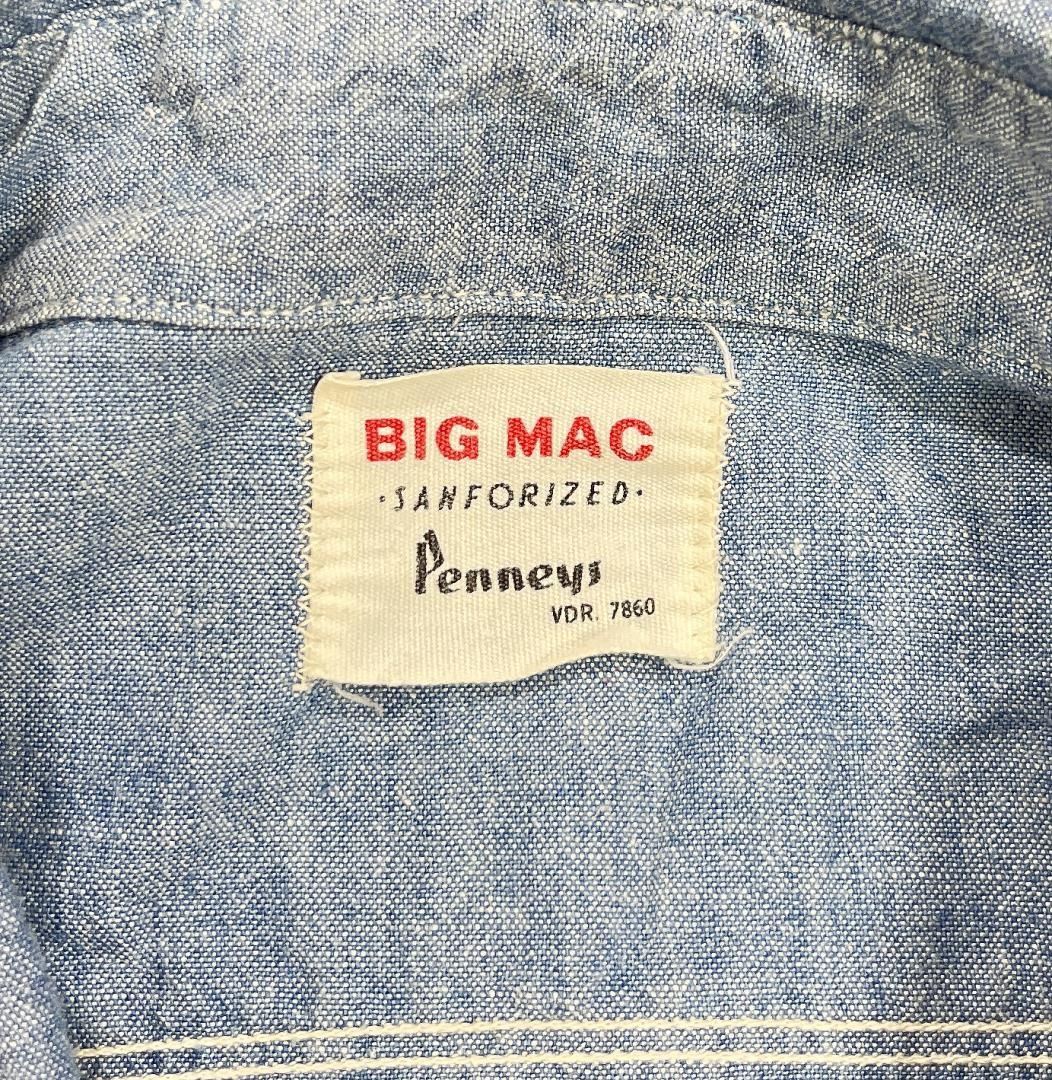 BIG MAC
·SANFORIZED·
Penneys
VDR. 7860